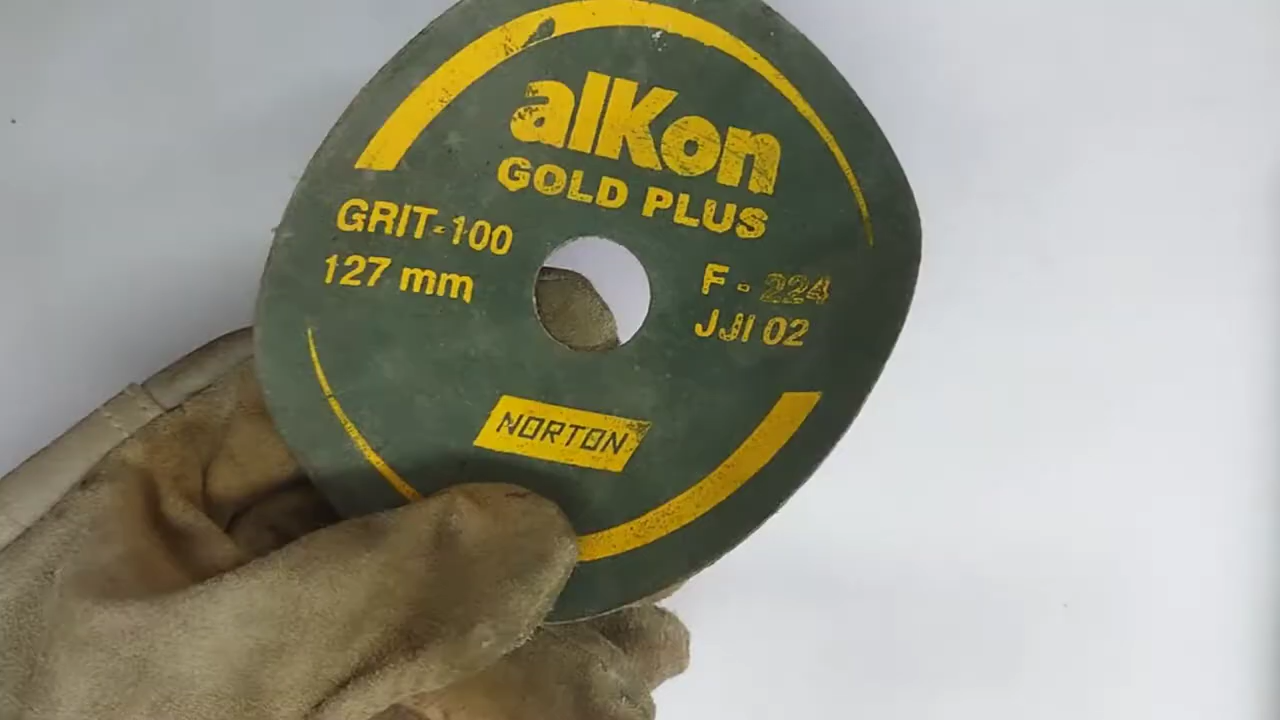 alKon
GOLD PLUS
GRIT-100
127 mm
F - 224
JJI 02
NORTON